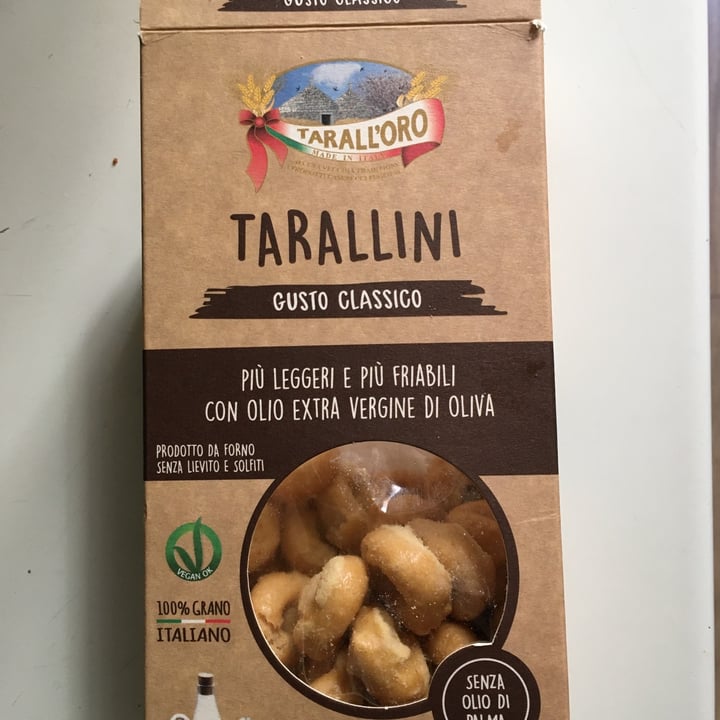 GUSTO CLASSICO
TARALL'ORO
MADE IN ITALY
TARALLINI
GUSTO CLASSICO
PIÙ LEGGERI E PIÙ FRIABILI
CON OLIO EXTRA VERGINE DI OLIVA
PRODOTTO DA FORNO
SENZA LIEVITO E SOLFITI
VEGAN OK
100% GRANO
ITALIANO
SENZA
OLIO DI
PALMA